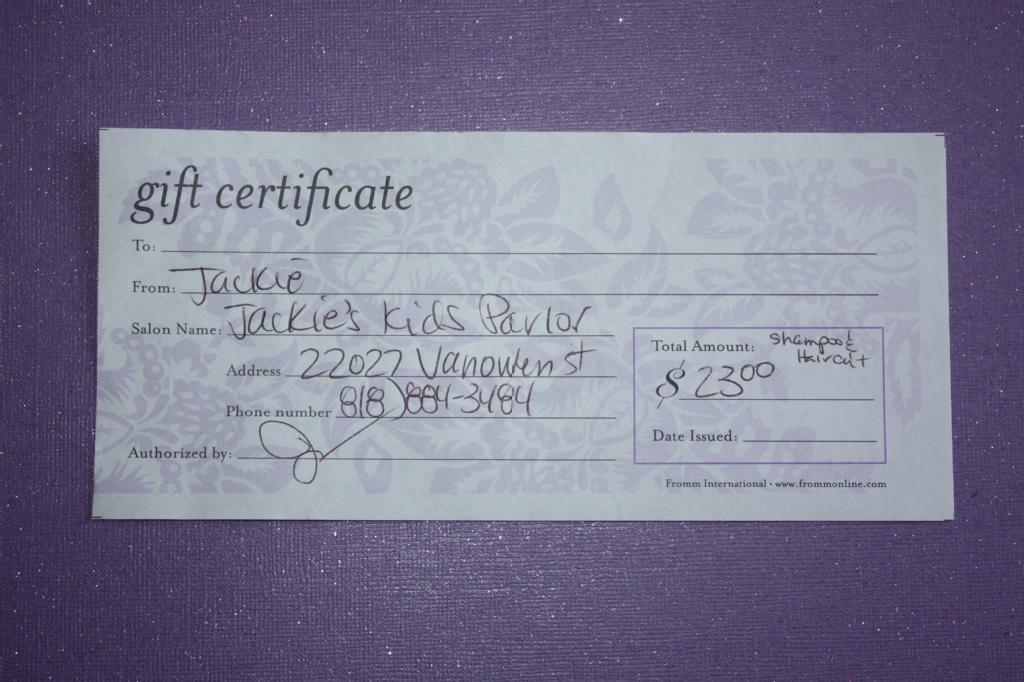 gift certificate
To:
From: Jackie
Salon Name: Jackie's Kids Parlor
Address 22027 Vanowen st
Phone number 818) 884-3484
Authorized by:
Total Amount: Shampoo &
Haircut
$ 23 00
Date Issued:
Fromm International · www.frommonline.com